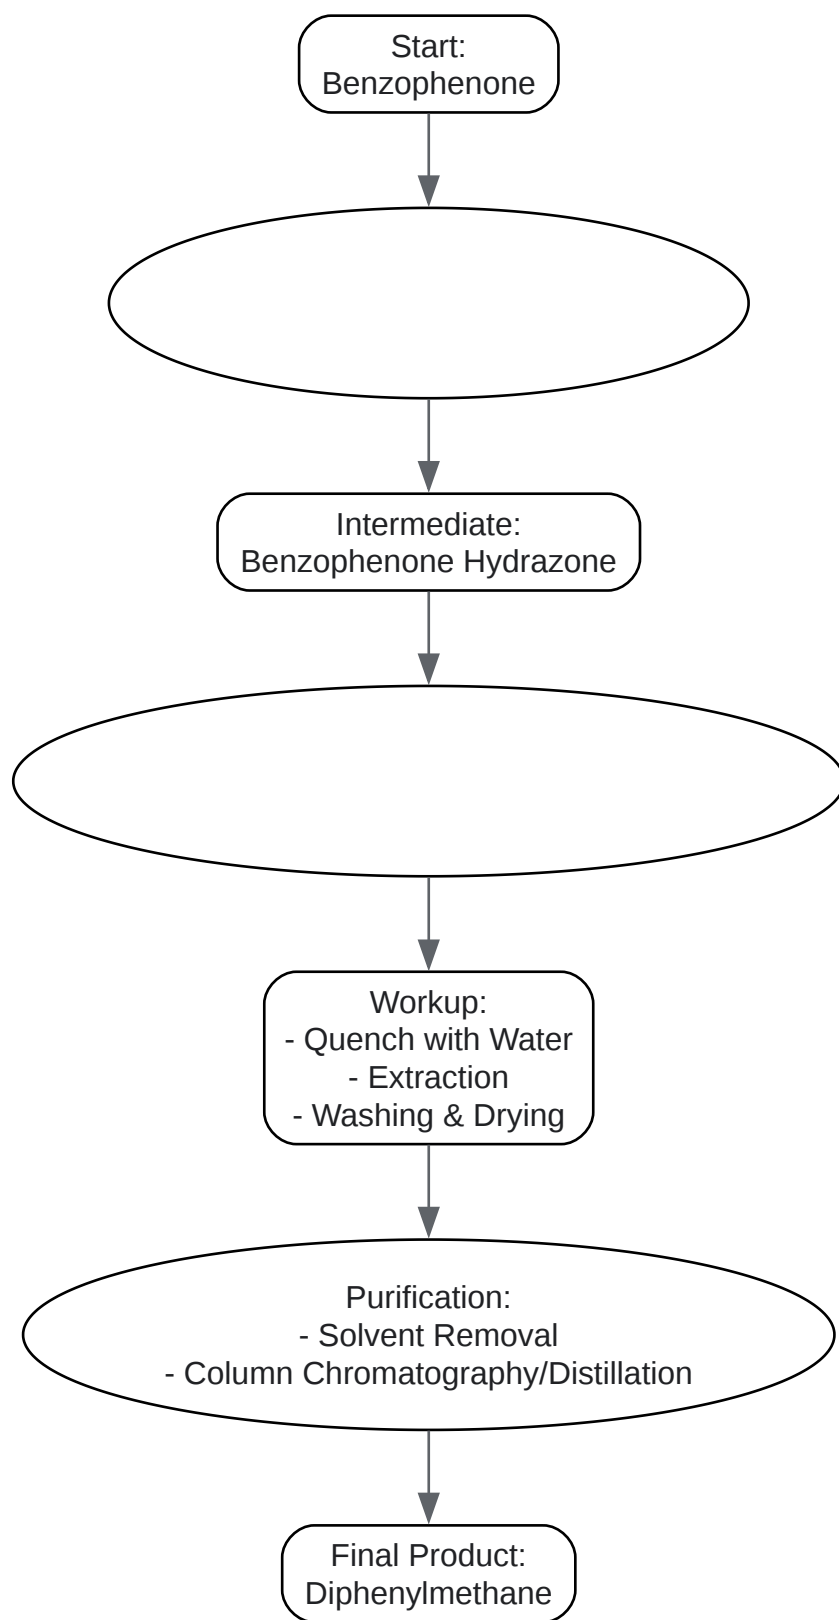 Start:
Benzophenone
Intermediate:
Benzophenone Hydrazone
Workup:
- Quench with Water
- Extraction
- Washing & Drying
Purification:
- Solvent Removal
- Column Chromatography/Distillation
Final Product:
Diphenylmethane